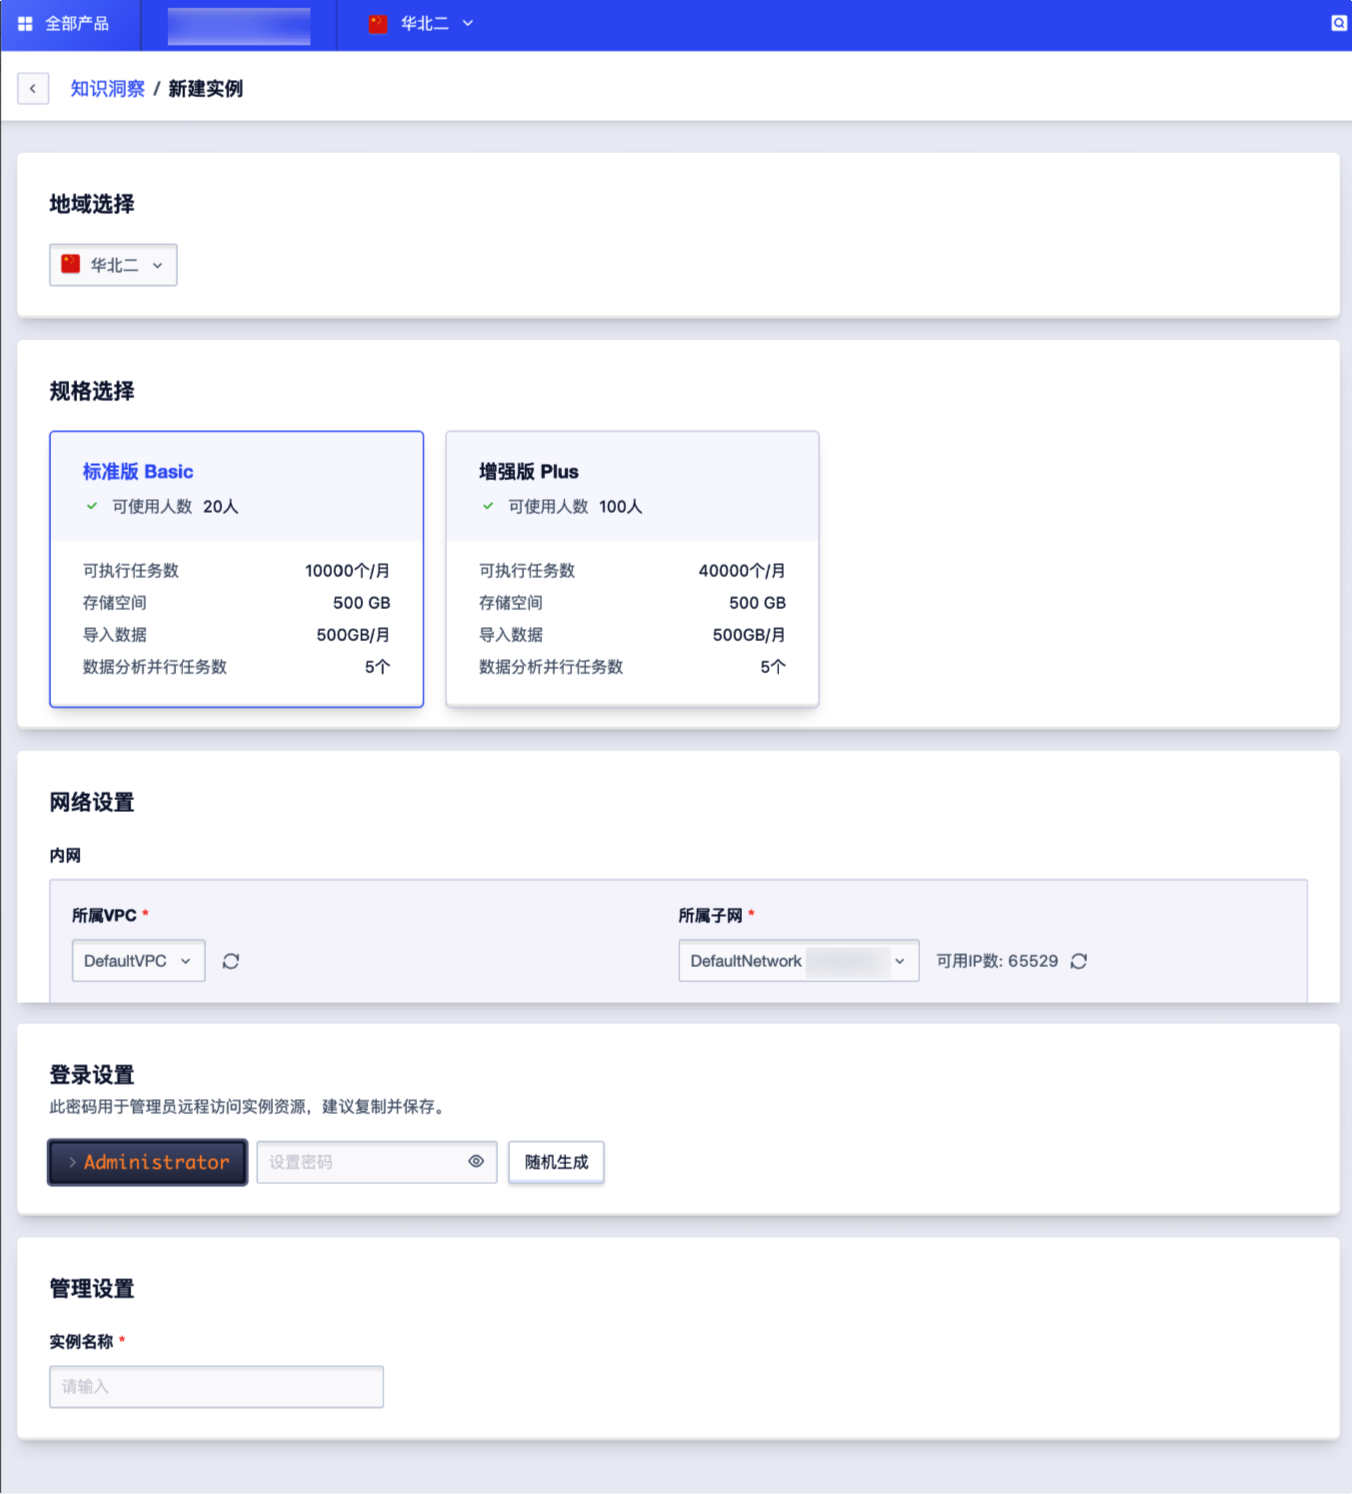 全部产品
华北二
知识洞察 / 新建实例
地域选择
华北二
规格选择
标准版 Basic
可使用人数 20人
可执行任务数 10000个/月
存储空间 500 GB
导入数据 500GB/月
数据分析并行任务数 5个
增强版 Plus
可使用人数 100人
可执行任务数 40000个/月
存储空间 500 GB
导入数据 500GB/月
数据分析并行任务数 5个
网络设置
内网
所属VPC *
DefaultVPC
所属子网 *
DefaultNetwork
可用IP数: 65529
登录设置
此密码用于管理员远程访问实例资源，建议复制并保存。
> Administrator
设置密码
随机生成
管理设置
实例名称 *
请输入